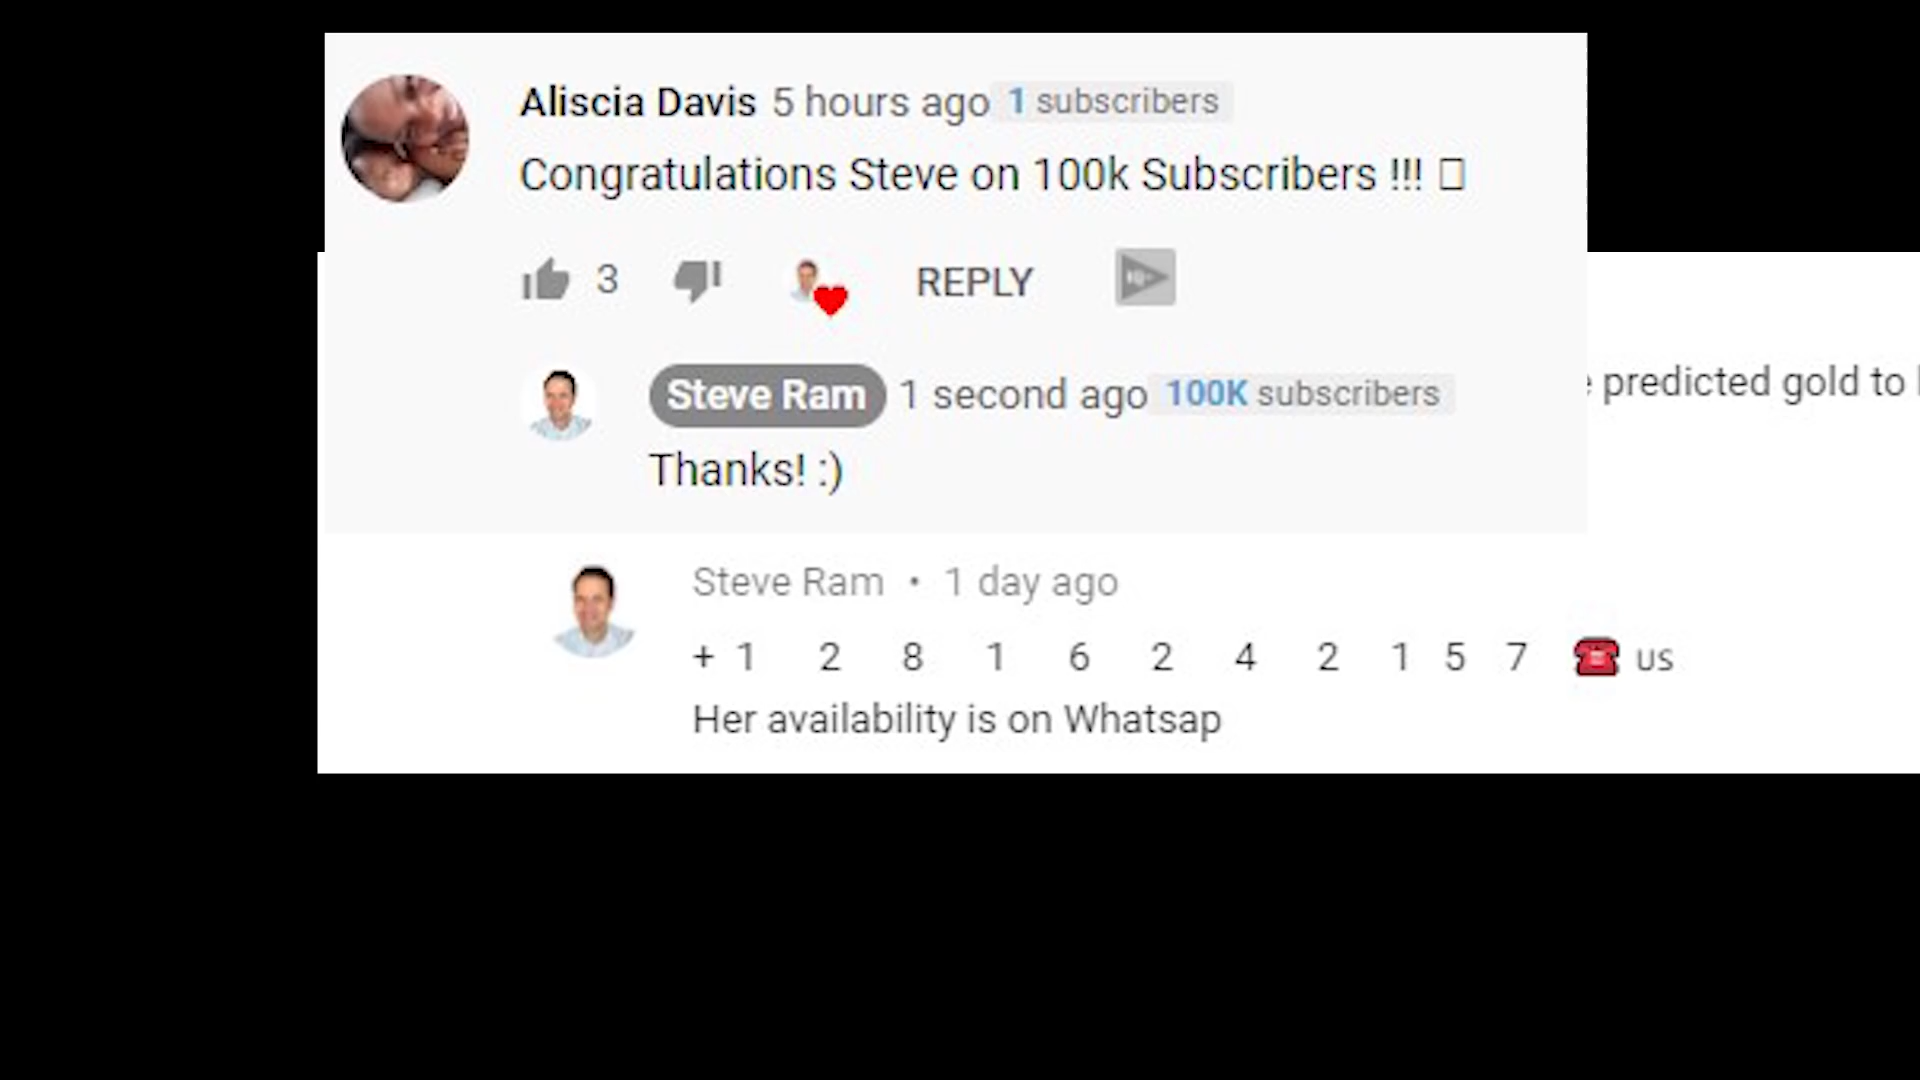 Aliscia Davis 5 hours ago 1 subscribers
Congratulations Steve on 100k Subscribers !!!
3 REPLY
Steve Ram 1 second ago 100K subscribers
predicted gold to
Thanks! :)
Steve Ram • 1 day ago
+ 1 2 8 1 6 2 4 2 1 5 7 ☎️ us
Her availability is on Whatsap